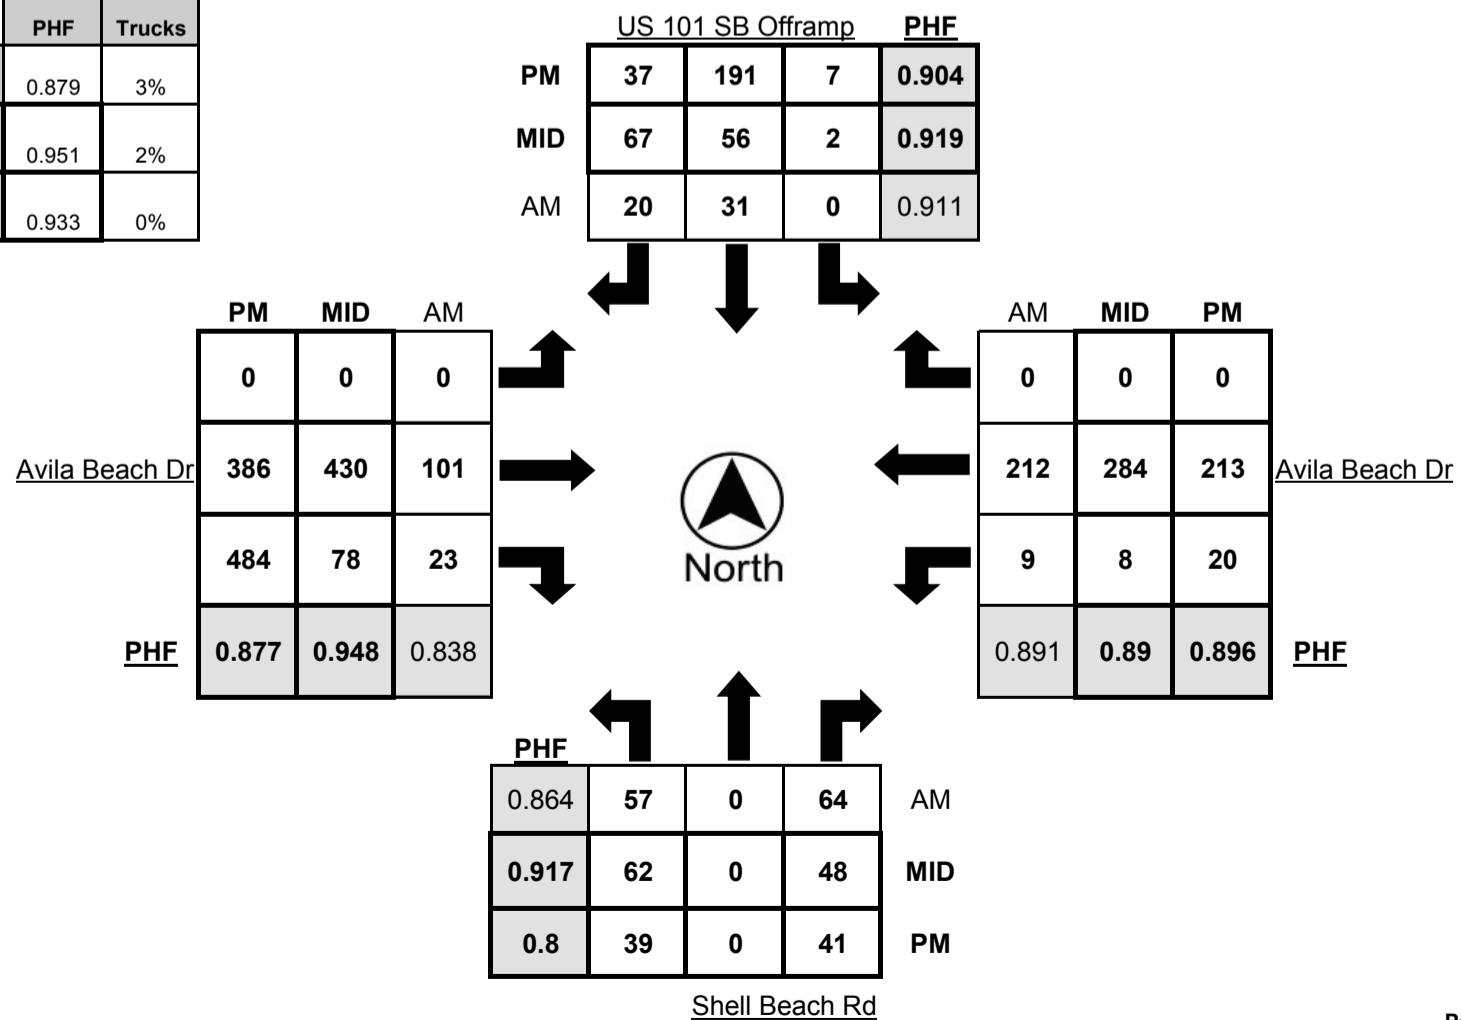 PHF Trucks
0.879 3%
0.951 2%
0.933 0%
US 101 SB Offramp PHF
PM 37 191 7 0.904
MID 67 56 2 0.919
AM 20 31 0 0.911
PM MID AM
0 0 0
Avila Beach Dr 386 430 101
484 78 23
PHF 0.877 0.948 0.838
North
AM MID PM
0 0 0
212 284 213 Avila Beach Dr
9 8 20
0.891 0.89 0.896 PHF
PHF
0.864 57 0 64 AM
0.917 62 0 48 MID
0.8 39 0 41 PM
Shell Beach Rd